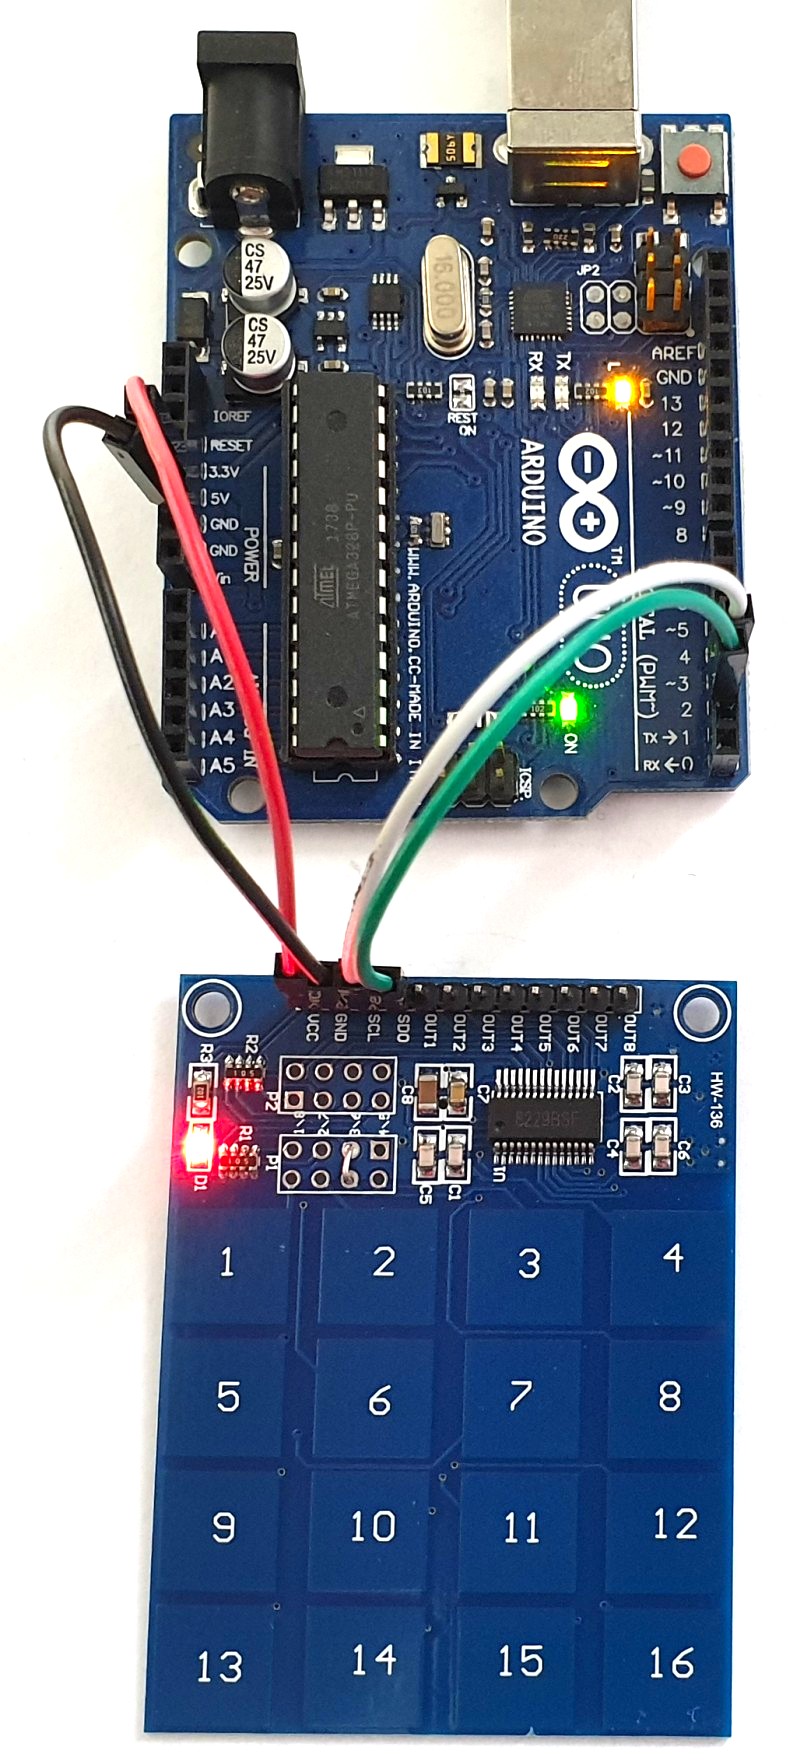 CS
47
25V
CS
47
25V
16.000
JP2
AREF
GND
13
12
~11
~10
~9
8
RX
TX
L
103
102
REST
ON
IOREF
RESET
3.3V
5V
GND
GND
Vin
POWER
ATMEL
1738
ATMEGA328P-PU
WWW.ARDUINO.CC-MADE IN
ARDUINO
TM
~5
4
~3
2
TX→1
RX←0
(PWM~)
A2
A3
A4
A5
IN
102
ON
ICSP
VCC
GND
SCL
SDO
OUT1
OUT2
OUT3
OUT4
OUT5
OUT6
OUT7
OUT8
R3
R2
P2
C8
C7
8229BSF
C2
C3
HW-136
R1
P1
D1
C5
C1
U1
C4
C6
1
2
3
4
5
6
7
8
9
10
11
12
13
14
15
16